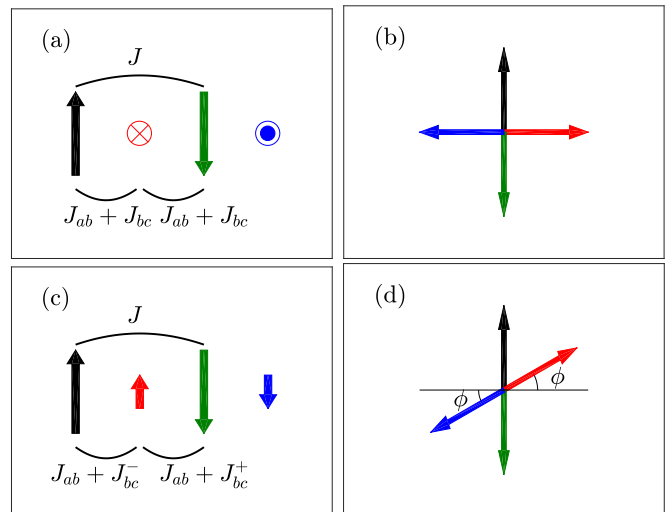 (a)
J
J_{ab} + J_{bc} J_{ab} + J_{bc}
(b)
(c)
J
J_{ab} + J_{bc}^{-} J_{ab} + J_{bc}^{+}
(d)
ϕ
ϕ